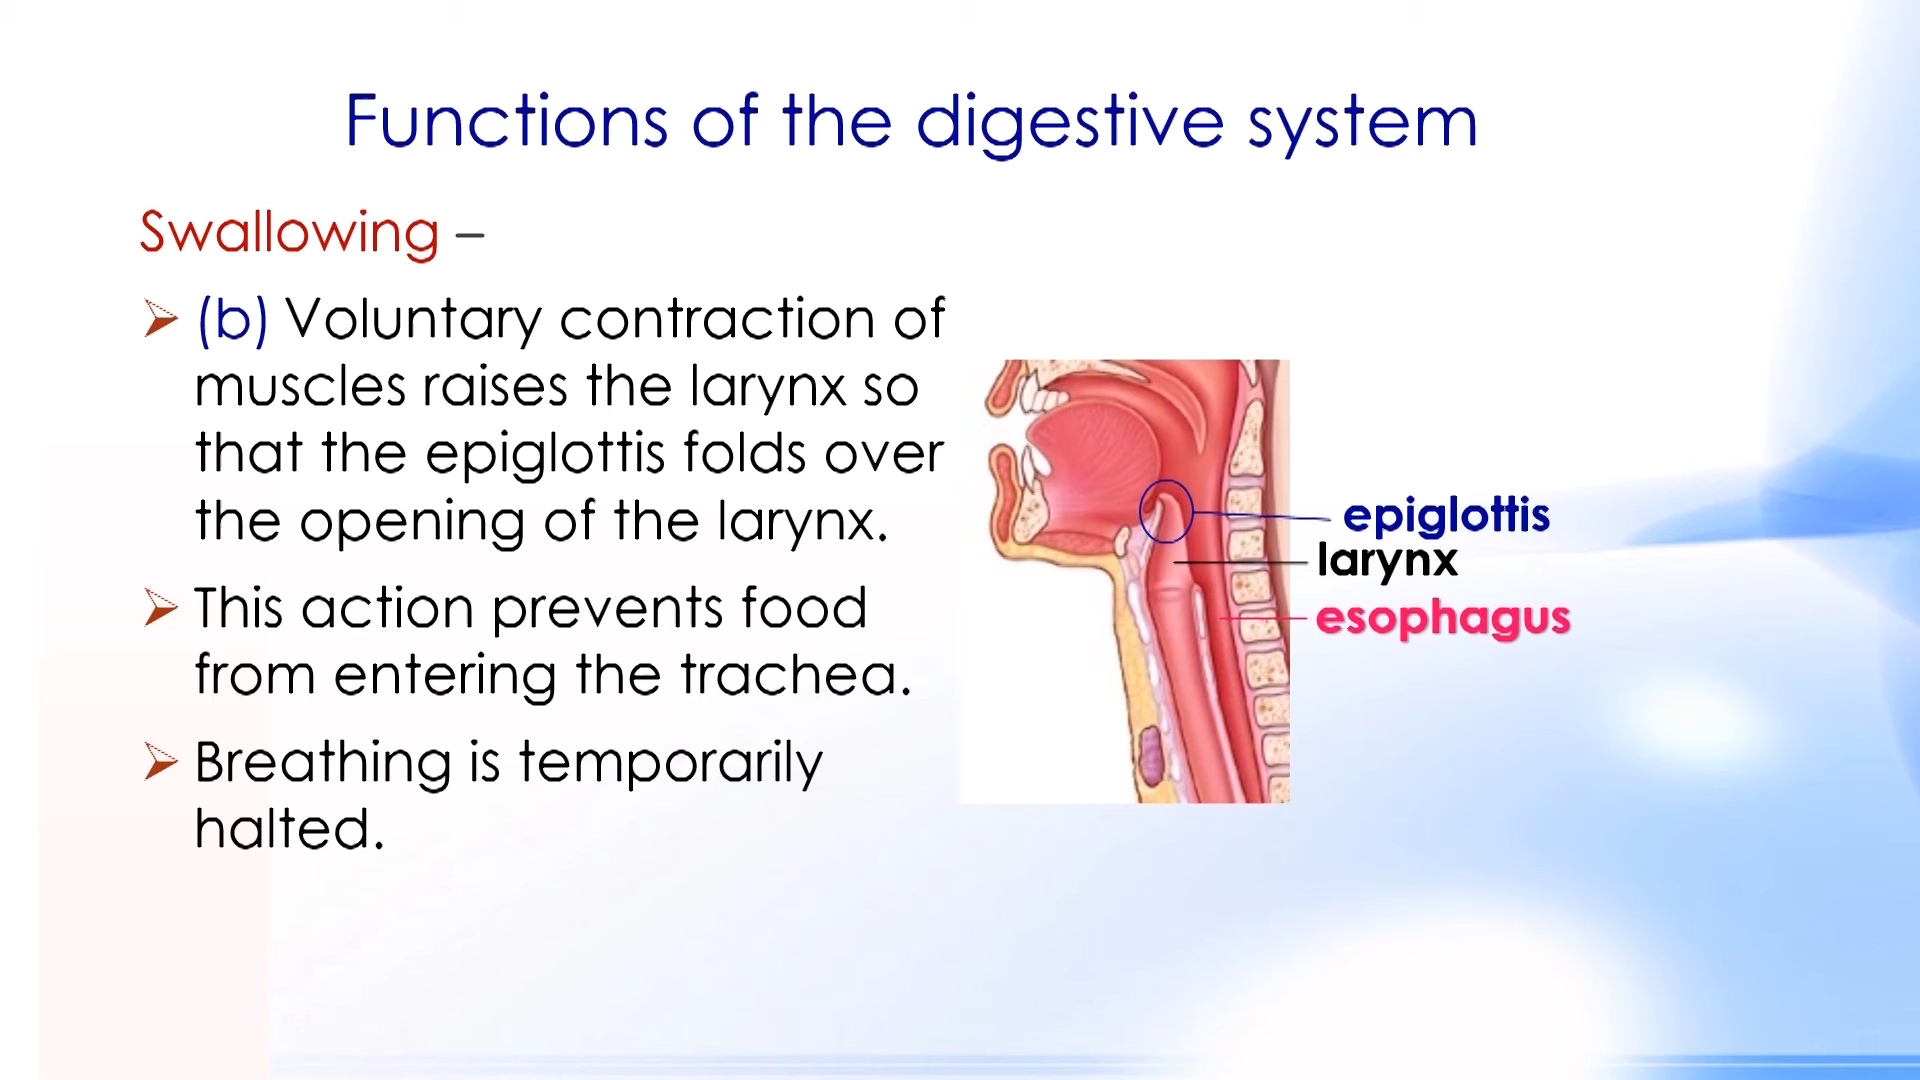 Functions of the digestive system
Swallowing –
(b) Voluntary contraction of
muscles raises the larynx so
that the epiglottis folds over
the opening of the larynx.
This action prevents food
from entering the trachea.
Breathing is temporarily
halted.
epiglottis
larynx
esophagus